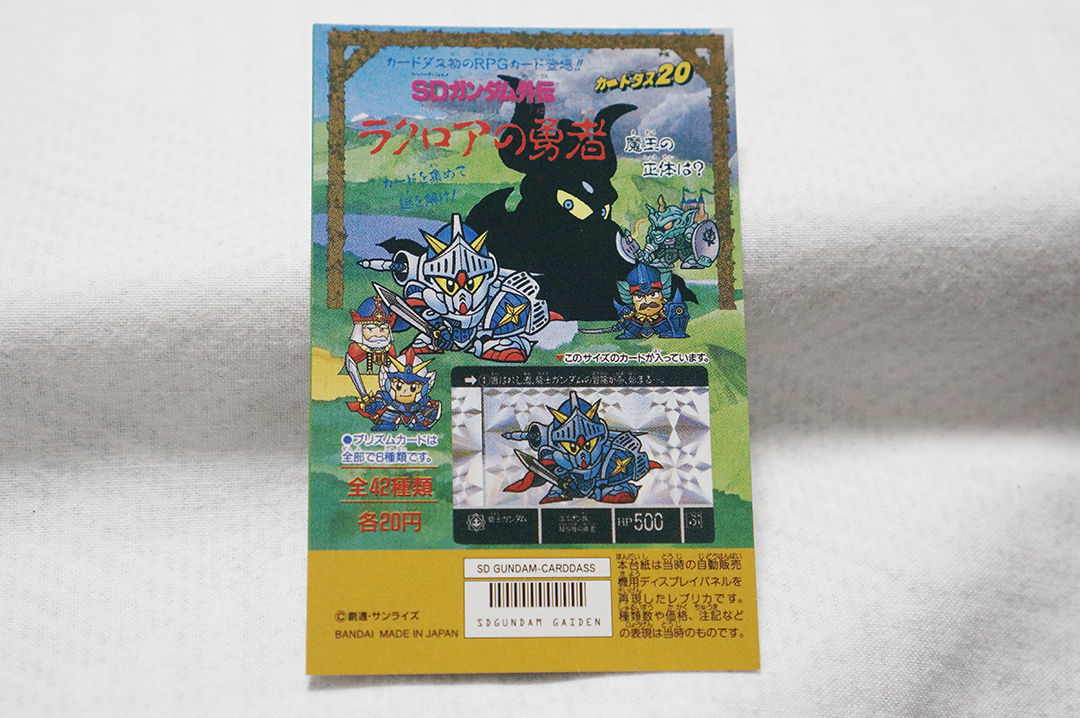 カードダス初のRPGカード登場!!
カードダス20
SDガンダム外伝
ラクロアの勇者
魔王の
正体は?
カードを集めて
謎を解け!
▼このサイズのカードが入っています。
騎士ガンダム
HP500
●プリズムカードは
全部で6種類です。
全42種類
各20円
SD GUNDAM-CARDDASS
SDGUNDAM GAIDEN
©創通・サンライズ
BANDAI MADE IN JAPAN
本台紙は当時の自動販売
機用ディスプレイパネルを
再現したレプリカです。
種類数や価格、注記など
の表現は当時のものです。